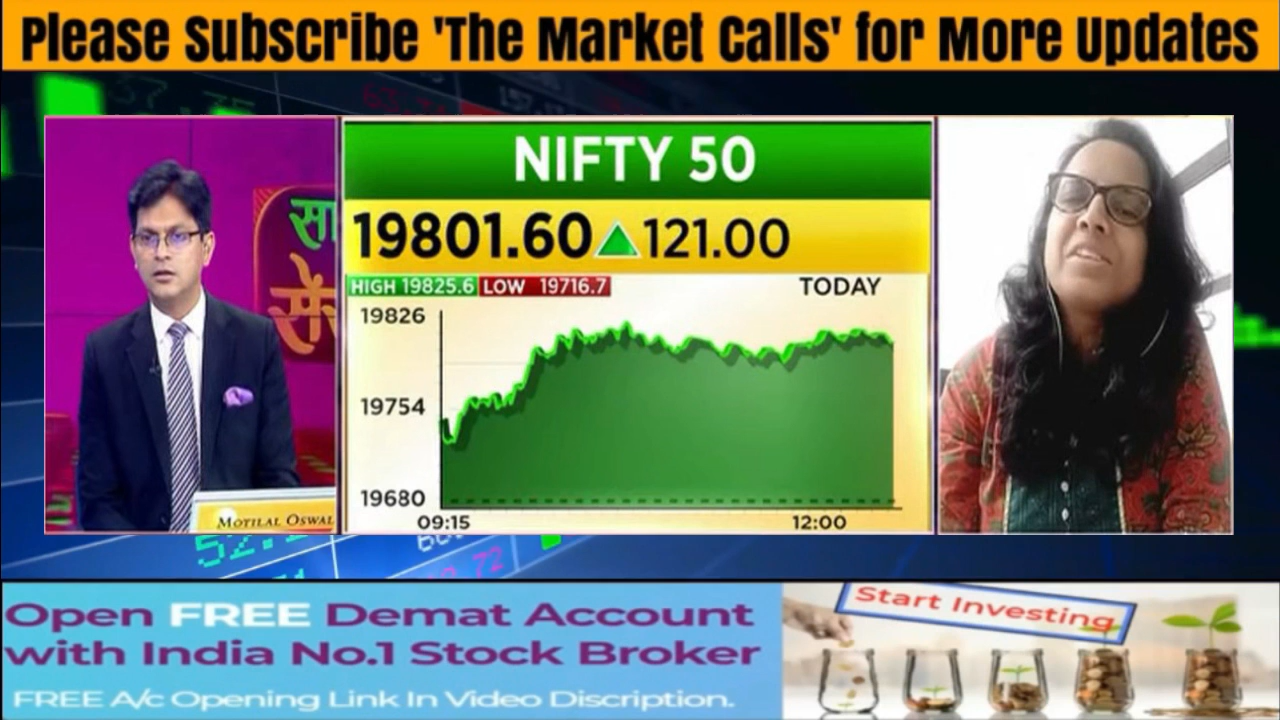 Please Subscribe 'The Market Calls' for More Updates
NIFTY 50
19801.60 ▲ 121.00
HIGH 19825.6 LOW 19716.7
TODAY
19826
19754
19680
09:15 12:00
सा
MOTILAL OSWAL
Open FREE Demat Account
with India No.1 Stock Broker
FREE A/c Opening Link In Video Discription.
Start Investing